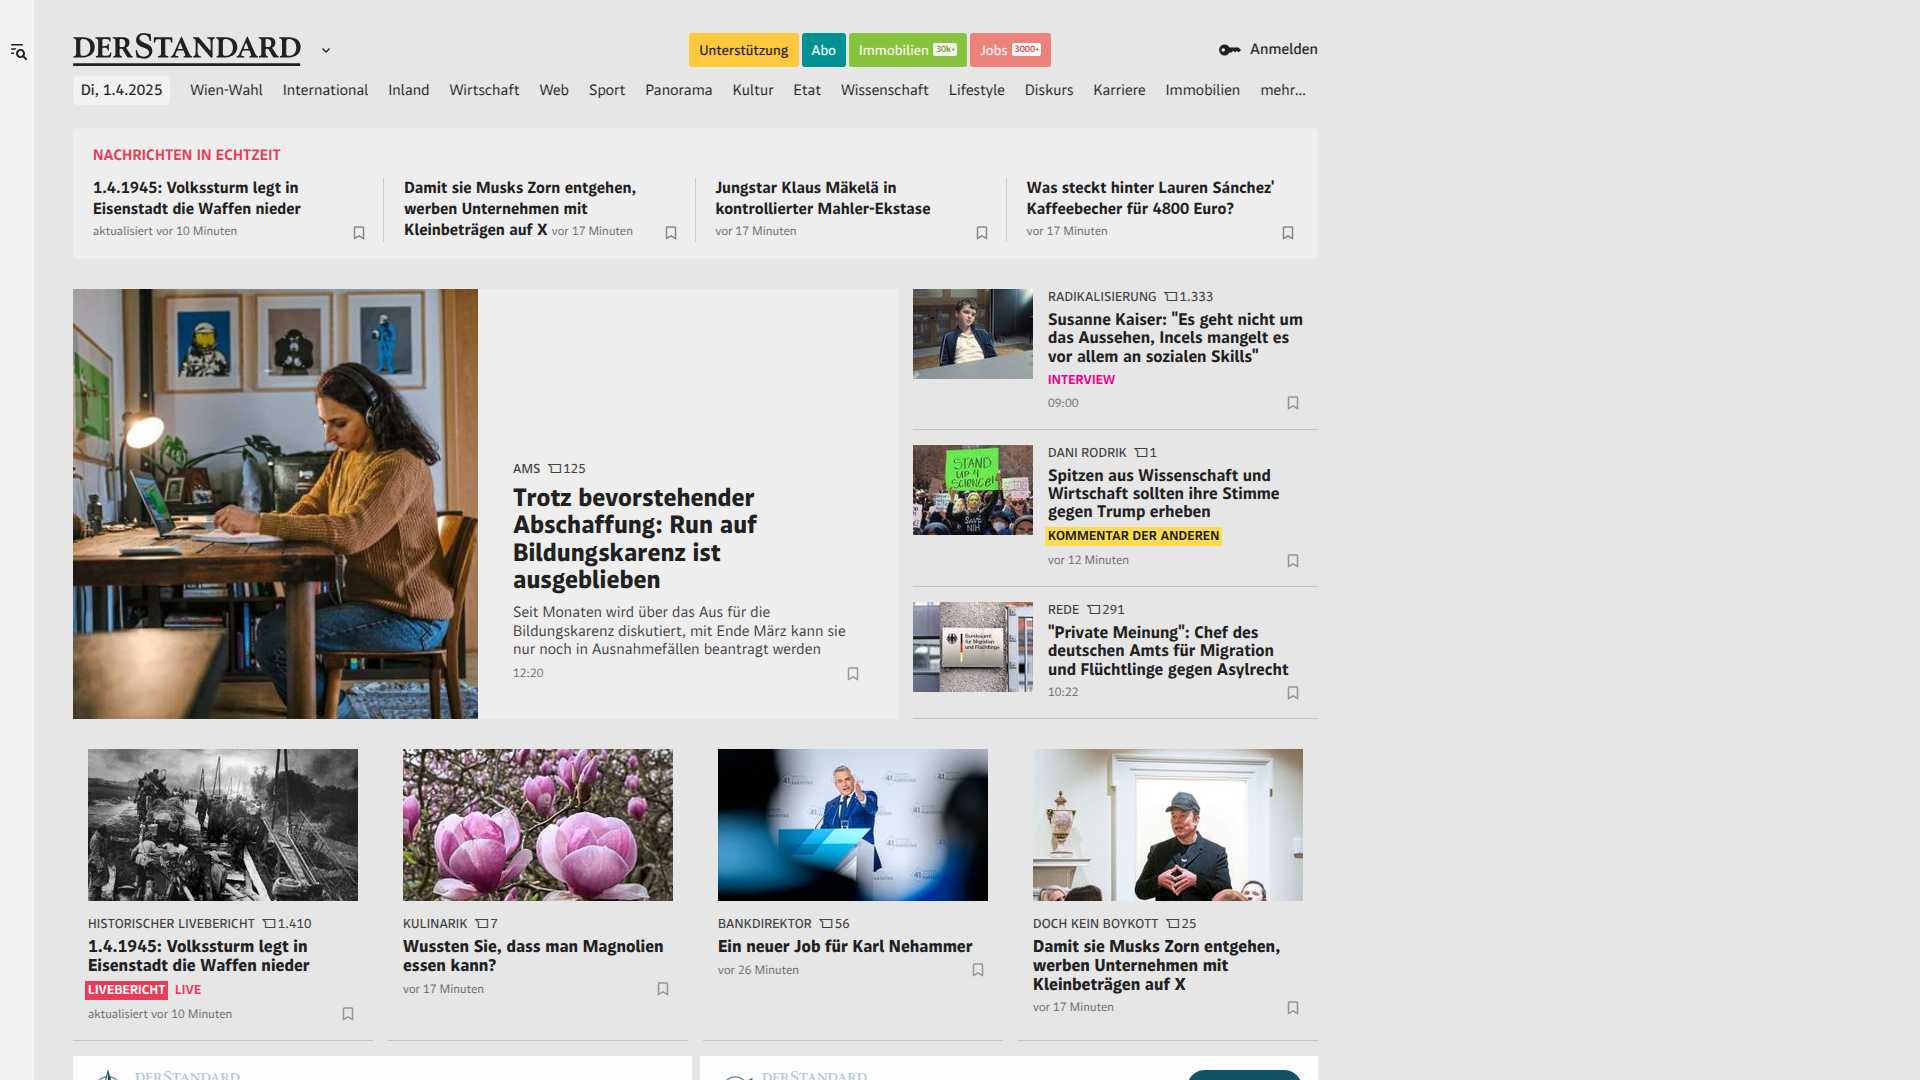 DERSTANDARD
Unterstützung
Abo
Immobilien 30k+
Jobs 3000+
Anmelden
Di, 1.4.2025
Wien-Wahl
International
Inland
Wirtschaft
Web
Sport
Panorama
Kultur
Etat
Wissenschaft
Lifestyle
Diskurs
Karriere
Immobilien
mehr...
NACHRICHTEN IN ECHTZEIT
1.4.1945: Volkssturm legt in
Eisenstadt die Waffen nieder
aktualisiert vor 10 Minuten
Damit sie Musks Zorn entgehen,
werben Unternehmen mit
Kleinbeträgen auf X vor 17 Minuten
Jungstar Klaus Mäkelä in
kontrollierter Mahler-Ekstase
vor 17 Minuten
Was steckt hinter Lauren Sánchez'
Kaffeebecher für 4800 Euro?
vor 17 Minuten
AMS 125
Trotz bevorstehender
Abschaffung: Run auf
Bildungskarenz ist
ausgeblieben
Seit Monaten wird über das Aus für die
Bildungskarenz diskutiert, mit Ende März kann sie
nur noch in Ausnahmefällen beantragt werden
12:20
RADIKALISIERUNG 1.333
Susanne Kaiser: "Es geht nicht um
das Aussehen, Incels mangelt es
vor allem an sozialen Skills"
INTERVIEW
09:00
STAND
UP 4
SCIENCE!
SAVE
NIH
DANI RODRIK 1
Spitzen aus Wissenschaft und
Wirtschaft sollten ihre Stimme
gegen Trump erheben
KOMMENTAR DER ANDEREN
vor 12 Minuten
Bundesamt
für Migration
und Flüchtlinge
REDE 291
"Private Meinung": Chef des
deutschen Amts für Migration
und Flüchtlinge gegen Asylrecht
10:22
HISTORISCHER LIVEBERICHT 1.410
1.4.1945: Volkssturm legt in
Eisenstadt die Waffen nieder
LIVEBERICHT LIVE
aktualisiert vor 10 Minuten
KULINARIK 7
Wussten Sie, dass man Magnolien
essen kann?
vor 17 Minuten
BANKDIREKTOR 56
Ein neuer Job für Karl Nehammer
vor 26 Minuten
DOCH KEIN BOYKOTT 25
Damit sie Musks Zorn entgehen,
werben Unternehmen mit
Kleinbeträgen auf X
vor 17 Minuten
DERSTANDARD
DERSTANDARD